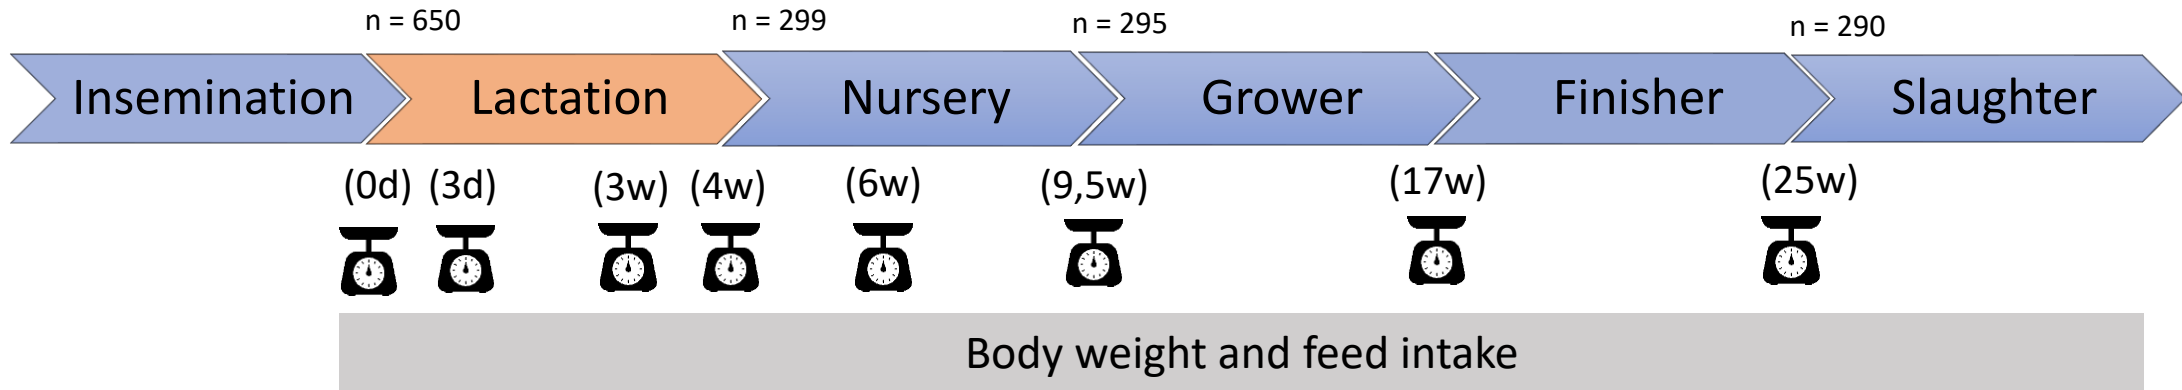 n = 650 n = 299 n = 295 n = 290
Insemination Lactation Nursery Grower Finisher Slaughter
(0d) (3d) (3w) (4w) (6w) (9,5w) (17w) (25w)
Body weight and feed intake